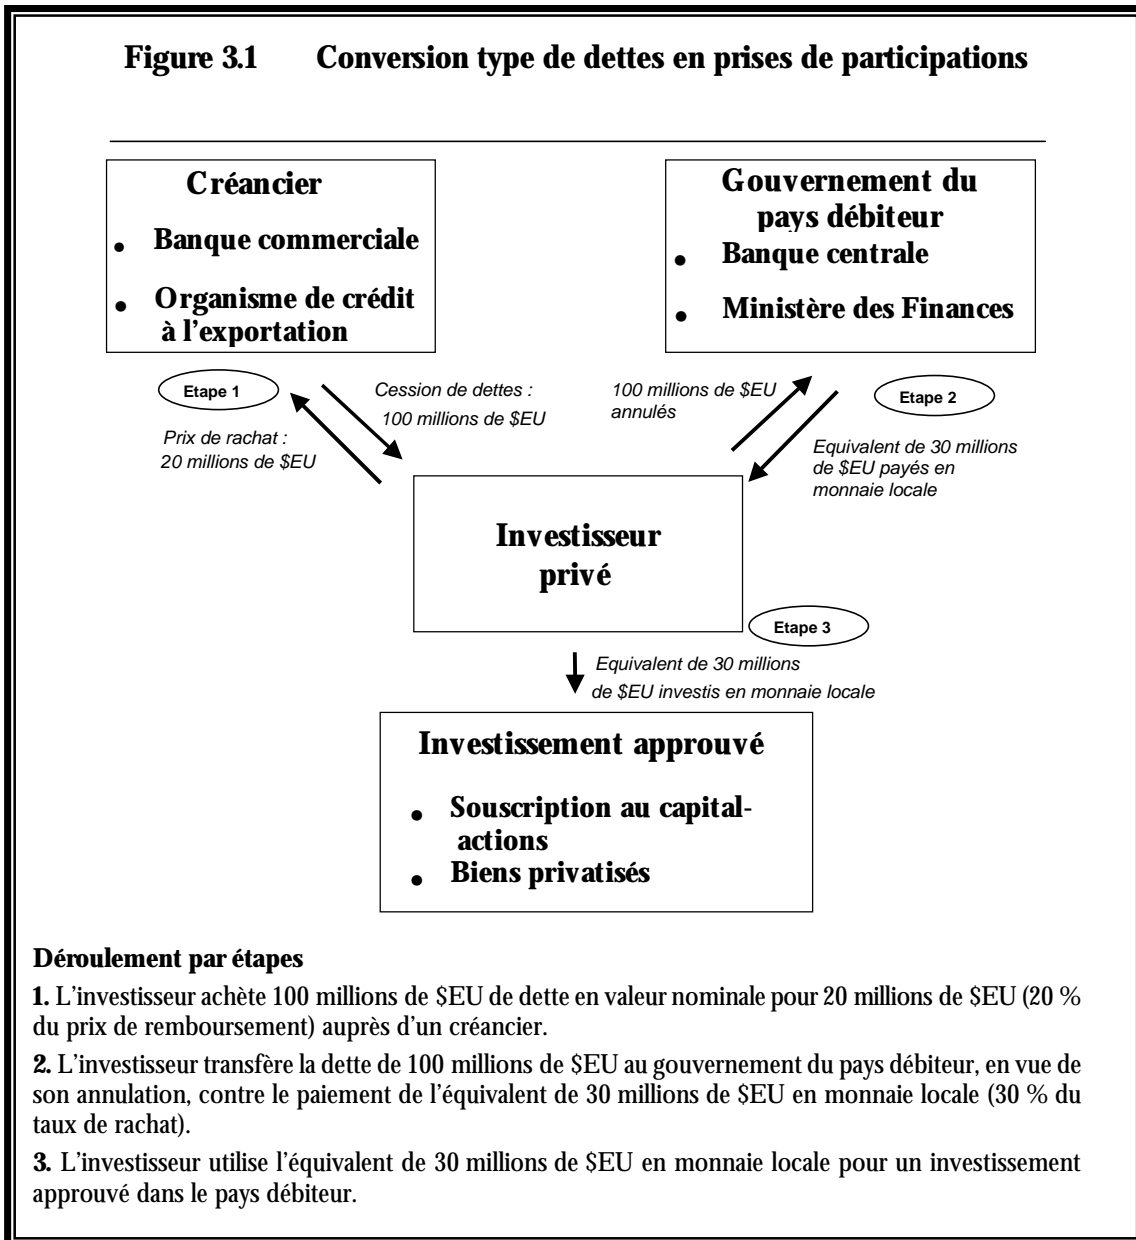 Figure 3.1 Conversion type de dettes en prises de participations
Créancier
• Banque commerciale
• Organisme de crédit
à l'exportation
Gouvernement du
pays débiteur
• Banque centrale
• Ministère des Finances
Etape 1
Cession de dettes :
100 millions de $EU
Prix de rachat :
20 millions de $EU
100 millions de $EU
annulés
Etape 2
Equivalent de 30 millions
de $EU payés en
monnaie locale
Investisseur
privé
Etape 3
Equivalent de 30 millions
de $EU investis en monnaie locale
Investissement approuvé
• Souscription au capital-
actions
• Biens privatisés
Déroulement par étapes
1. L'investisseur achète 100 millions de $EU de dette en valeur nominale pour 20 millions de $EU (20 %
du prix de remboursement) auprès d'un créancier.
2. L'investisseur transfère la dette de 100 millions de $EU au gouvernement du pays débiteur, en vue de
son annulation, contre le paiement de l'équivalent de 30 millions de $EU en monnaie locale (30 % du
taux de rachat).
3. L'investisseur utilise l'équivalent de 30 millions de $EU en monnaie locale pour un investissement
approuvé dans le pays débiteur.